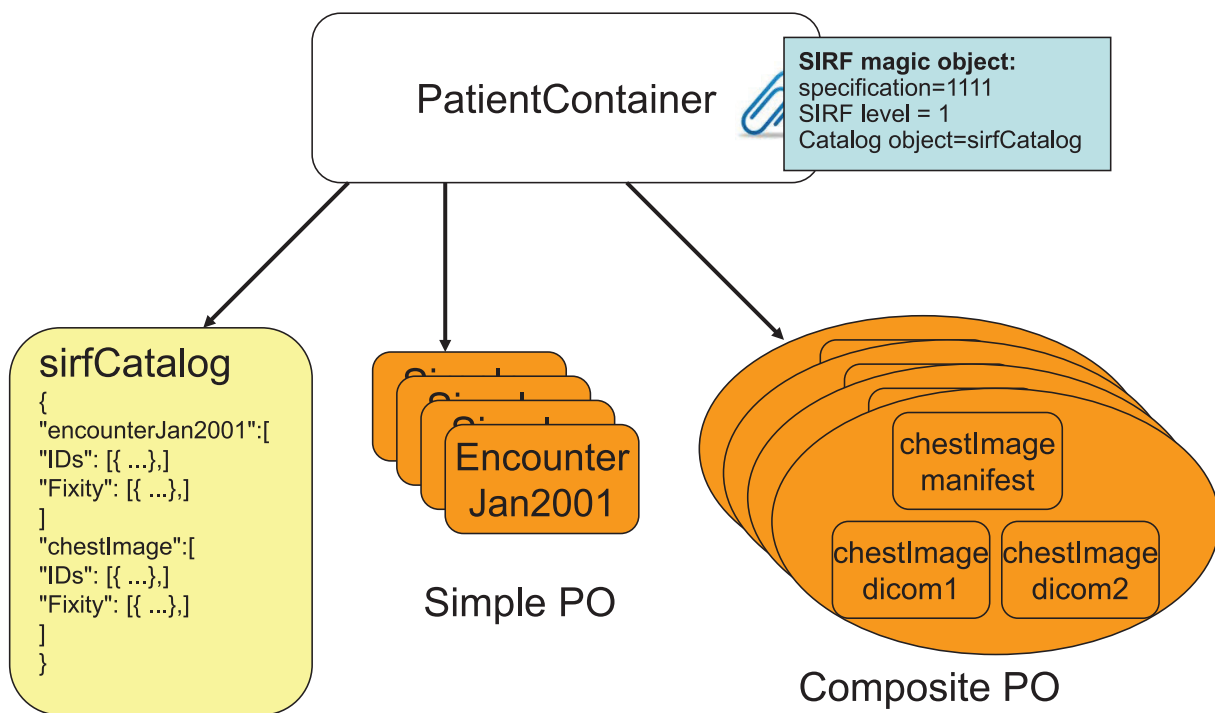 PatientContainer
SIRF magic object:
specification=1111
SIRF level = 1
Catalog object=sirfCatalog
sirfCatalog
{
"encounterJan2001":[
"IDs": [{ ...},]
"Fixity": [{ ...},]
]
"chestImage":[
"IDs": [{ ...},]
"Fixity": [{ ...},]
]
}
Encounter
Jan2001
Simple PO
chestImage
manifest
chestImage
dicom1
chestImage
dicom2
Composite PO